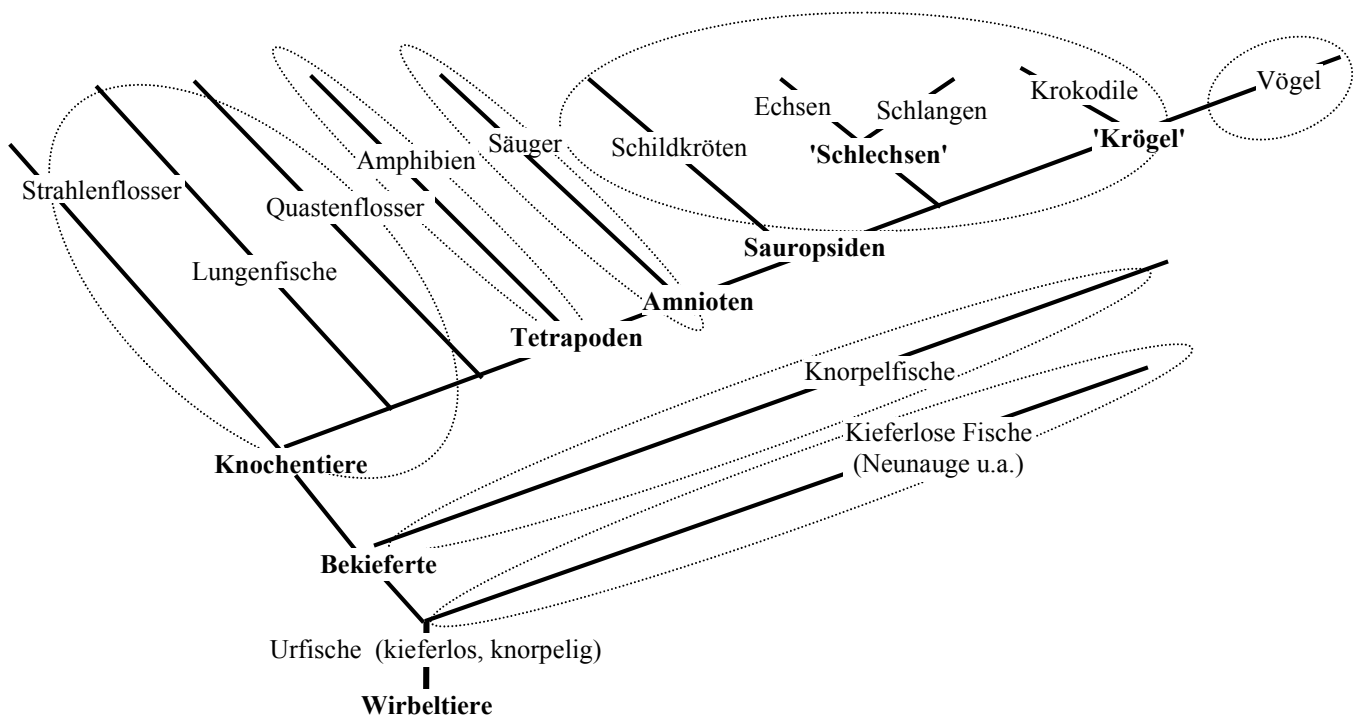 Vögel
Krokodile
Echsen
Schlangen
'Krögel'
Säuger
Schildkröten
'Schlechsen'
Amphibien
Strahlenflosser
Quastenflosser
Sauropsiden
Lungenfische
Amnioten
Tetrapoden
Knorpelfische
Kieferlose Fische
(Neunauge u.a.)
Knochentiere
Bekieferte
Urfische (kieferlos, knorpelig)
Wirbeltiere